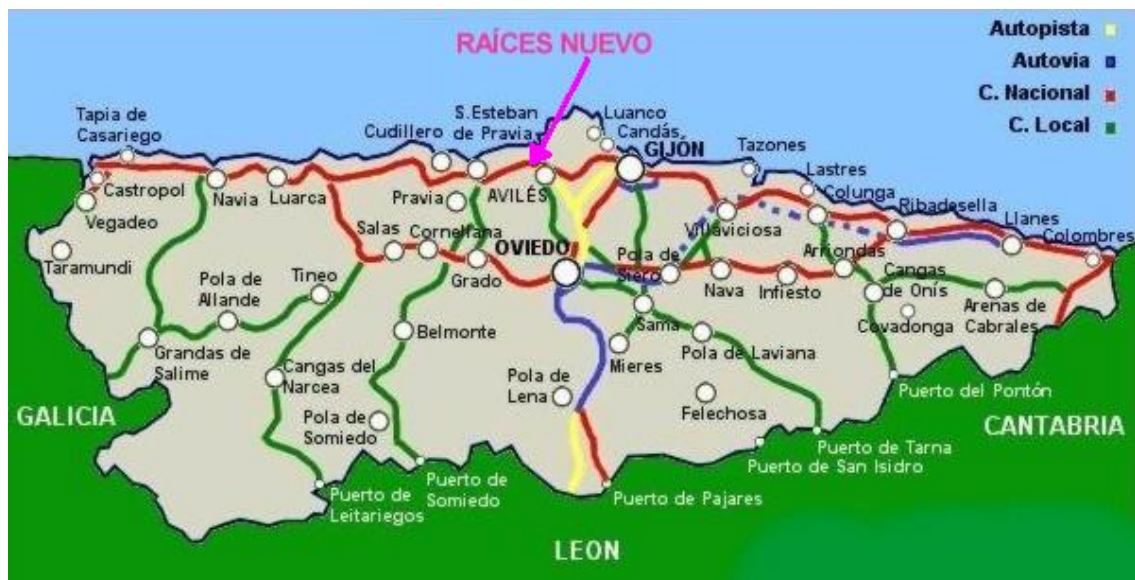 RAÍCES NUEVO
Autopista
Autovia
C. Nacional
C. Local
Tapia de
Casariego
Cudillero
S.Esteban
de Pravia
Luanco
Candás
GIJÓN
Tazones
Lastres
Colunga
Ribadesella
Llanes
Colombres
Castropol
Vegadeo
Navia
Luarca
Pravia
AVILÉS
Villaviciosa
Taramundi
Salas
Cornellana
Grado
OVIEDO
Pola de
Siero
Nava
Infiesto
Arriondas
Cangas
de Onís
Covadonga
Arenas de
Cabrales
Pola de
Allande
Tineo
Grandas de
Salime
Belmonte
Sama
Mieres
Pola de Laviana
Cangas del
Narcea
Pola de
Somiedo
Pola de
Lena
Felechosa
Puerto del Pontón
GALICIA
CANTABRIA
Puerto de Tarna
Puerto de San Isidro
Puerto de
Leitariegos
Puerto de
Somiedo
Puerto de Pajares
LEON